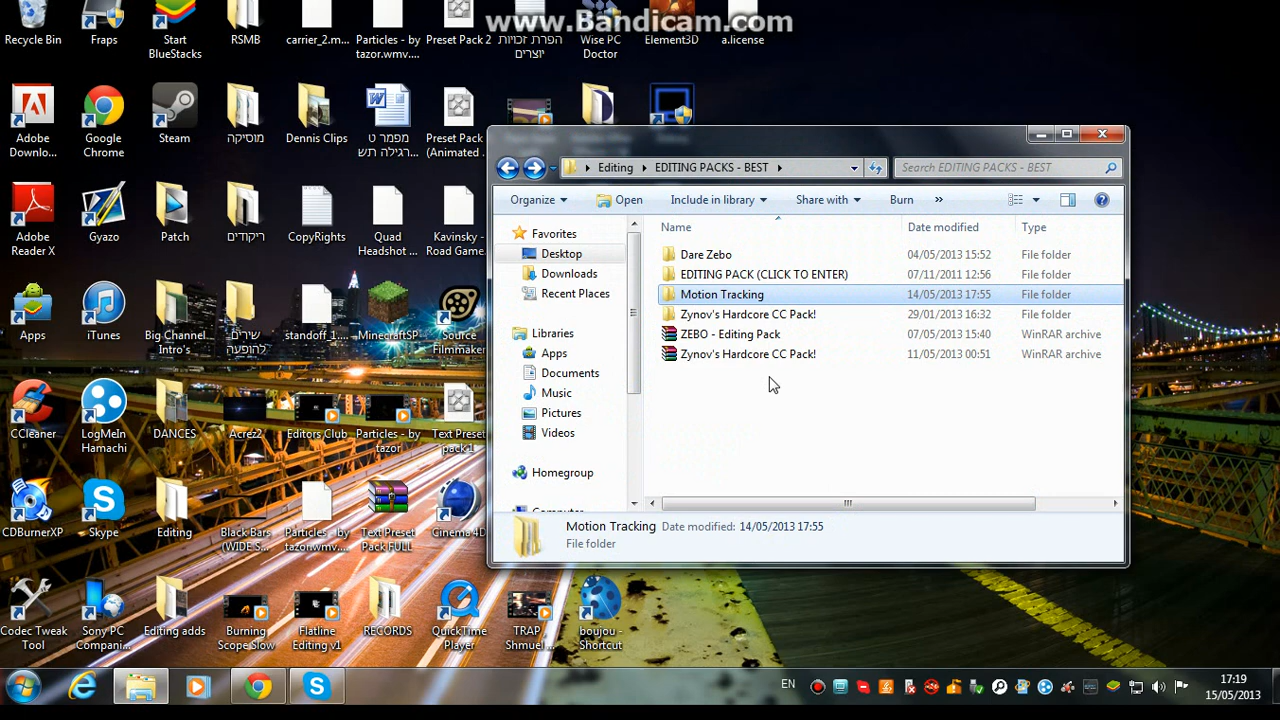 www.Bandicam.com
Recycle Bin
Fraps
Start
BlueStacks
RSMB
carrier_2.m...
Particles - by
tazor.wmv....
Preset Pack 2
הפרת זכויות
יוצרים
Wise PC
Doctor
Element3D
a.license
Adobe
Downlo...
Google
Chrome
Steam
מוסיקה
Dennis Clips
מפמר ט
רגילה תש...
Preset Pack
(Animated ...
Adobe
Reader X
Gyazo
Patch
ריקודים
CopyRights
Quad
Headshot ...
Kavinsky -
Road Game...
Apps
iTunes
Big Channel
Intro's
שירים
להופעה
standoff_1....
MinecraftSP
Source
Filmmaker
CCleaner
LogMeIn
Hamachi
DANCES
Acrez2
Editors Club
Particles - by
tazor
Text Preset
pack 1
CDBurnerXP
Skype
Editing
Black Bars
(WIDE S...
Particles - by
tazor.wmv....
Text Preset
Pack FULL
Cinema 4D
Codec Tweak
Tool
Sony PC
Compani...
Editing adds
Burning
Scope Slow
Flatline
Editing v1
RECORDS
QuickTime
Player
TRAP
Shmuel ...
boujou -
Shortcut
Editing
EDITING PACKS - BEST
Search EDITING PACKS - BEST
Organize
Open
Include in library
Share with
Burn
»
Favorites
Desktop
Downloads
Recent Places
Libraries
Apps
Documents
Music
Pictures
Videos
Homegroup
Computer
Name Date modified Type
Dare Zebo 04/05/2013 15:52 File folder
EDITING PACK (CLICK TO ENTER) 07/11/2011 12:56 File folder
Motion Tracking 14/05/2013 17:55 File folder
Zynov's Hardcore CC Pack! 29/01/2013 16:32 File folder
ZEBO - Editing Pack 07/05/2013 15:40 WinRAR archive
Zynov's Hardcore CC Pack! 11/05/2013 00:51 WinRAR archive
Motion Tracking Date modified: 14/05/2013 17:55
File folder
EN
17:19
15/05/2013